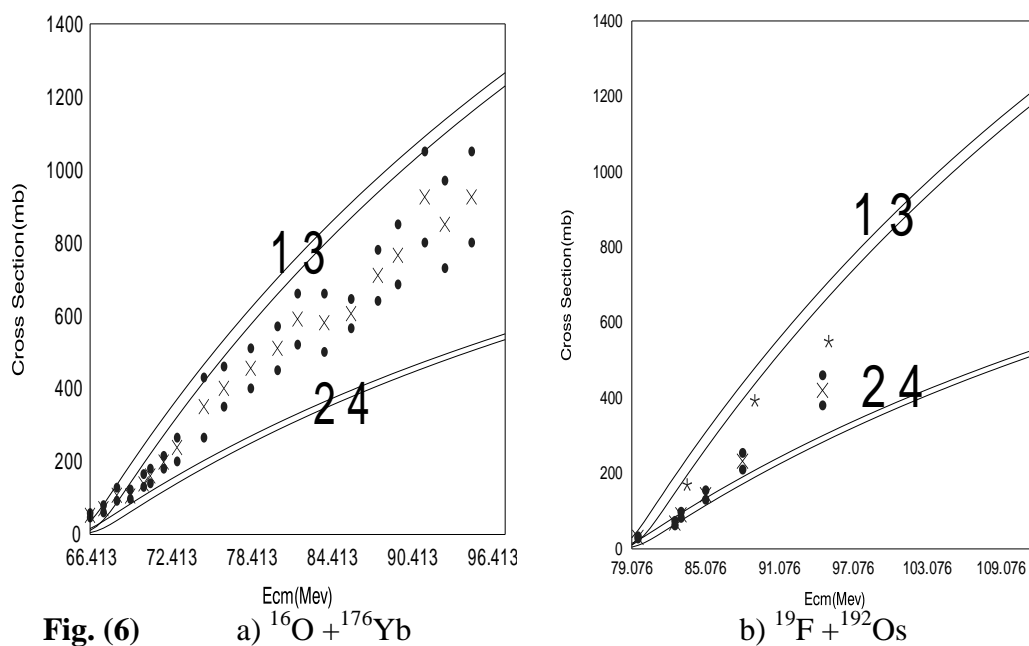 1400
1200
1000
800
600
400
200
0
Cross Section(mb)
1 3
2 4
66.413 72.413 78.413 84.413 90.413 96.413
Ecm(Mev)
1400
1200
1000
800
600
400
200
0
Cross Section(mb)
1 3
2 4
79.076 85.076 91.076 97.076 103.076 109.076
Ecm(Mev)
Fig. (6) a) ¹⁶O +¹⁷⁶Yb b) ¹⁹F +¹⁹²Os